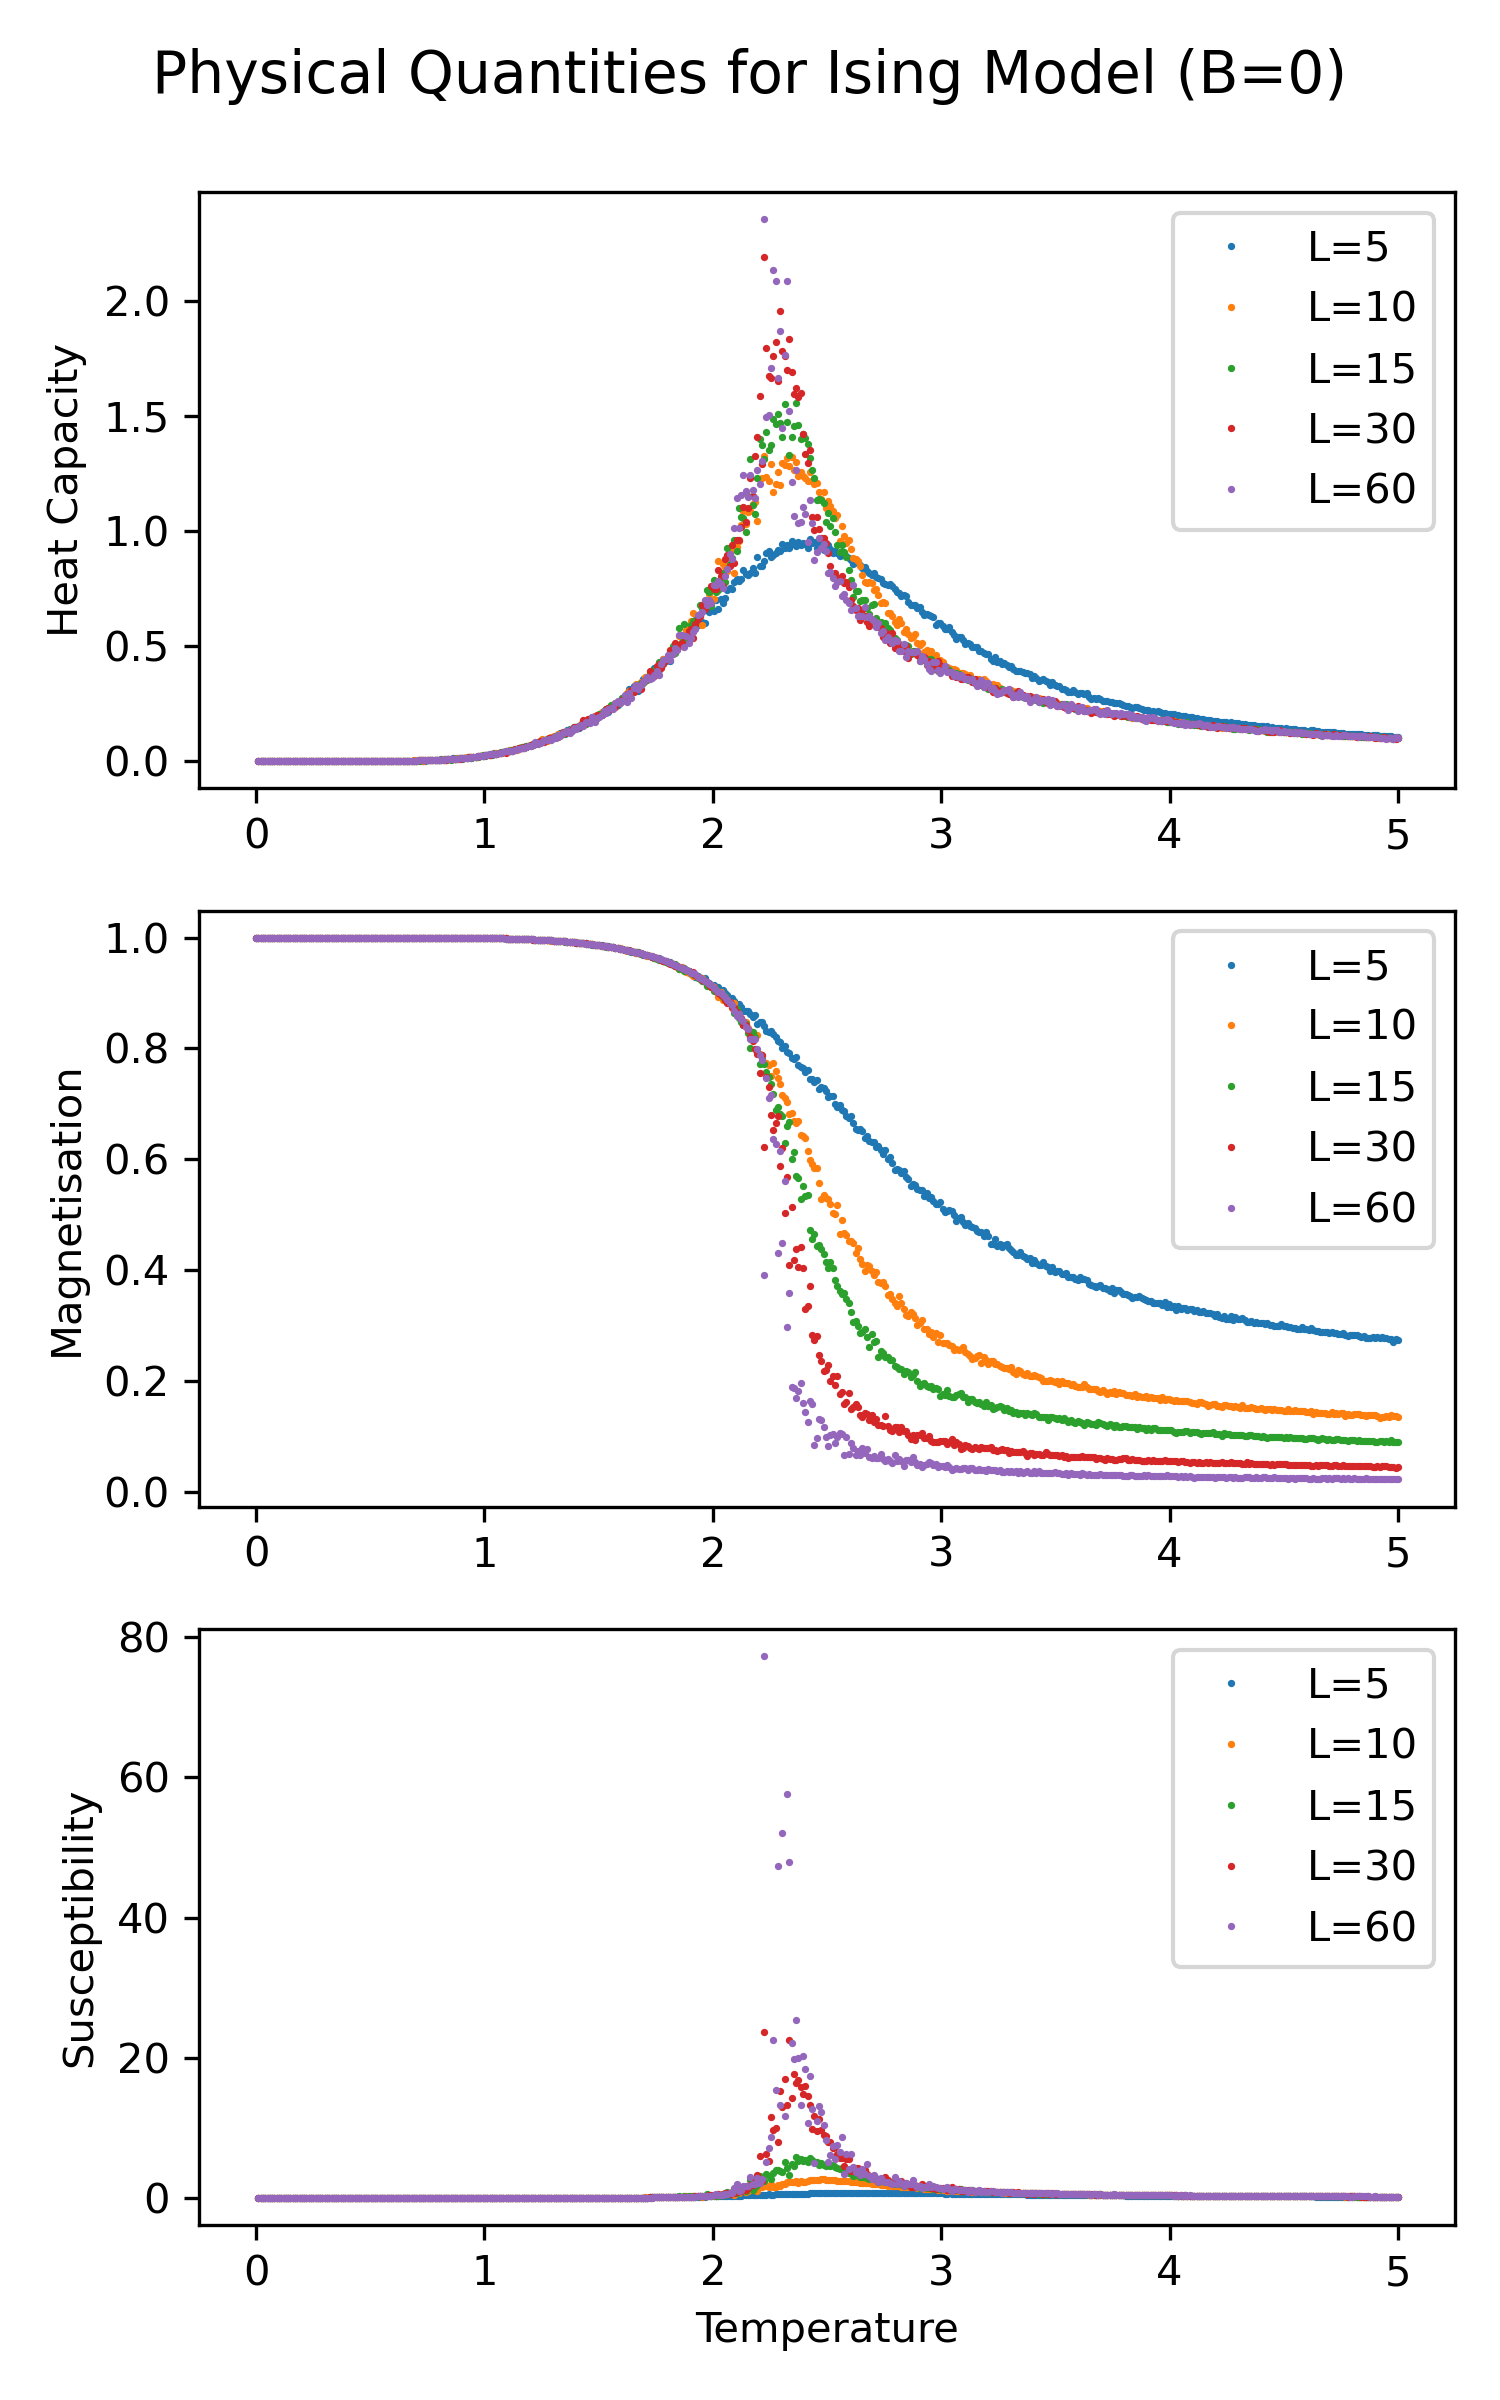 Physical Quantities for Ising Model (B=0)
Heat Capacity
2.0
1.5
1.0
0.5
0.0
L=5
L=10
L=15
L=30
L=60
0 1 2 3 4 5
Magnetisation
1.0
0.8
0.6
0.4
0.2
0.0
L=5
L=10
L=15
L=30
L=60
0 1 2 3 4 5
Susceptibility
80
60
40
20
0
L=5
L=10
L=15
L=30
L=60
0 1 2 3 4 5
Temperature